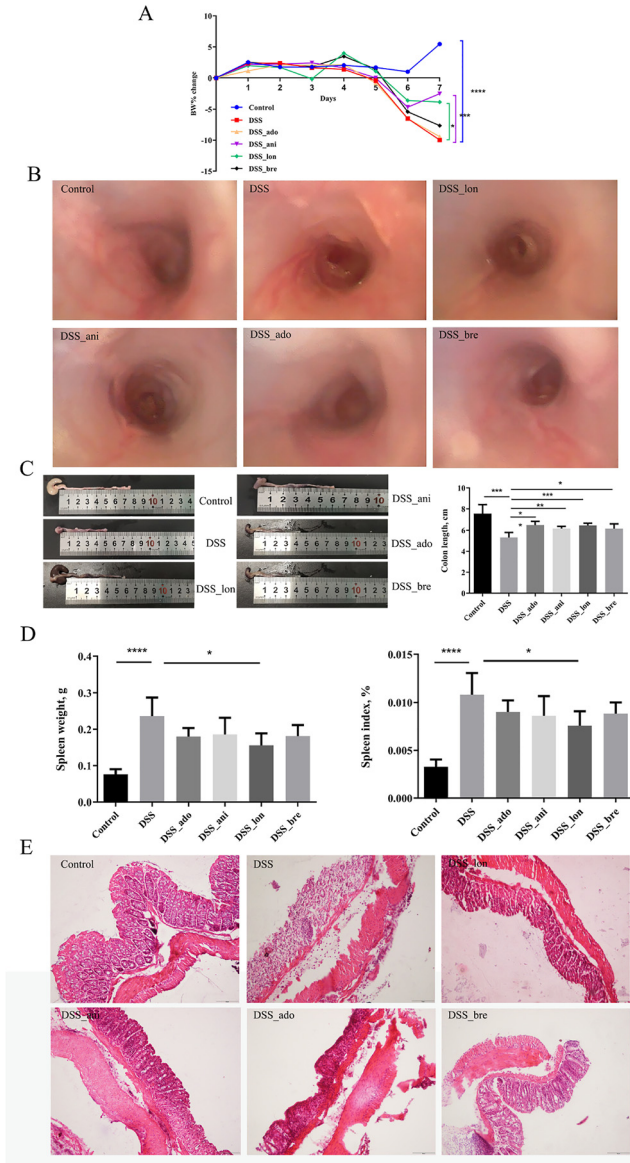 A
BW% change
10
5
0
-5
-10
-15
1 2 3 4 5 6 7
Days
Control
DSS
DSS_ado
DSS_ani
DSS_lon
DSS_bre
* *** ****
B
Control
DSS
DSS_lon
DSS_ani
DSS_ado
DSS_bre
C
Control
DSS
DSS_lon
DSS_ani
DSS_ado
DSS_bre
Colon length, cm
10
8
6
4
2
0
*
***
**
*
*
***
Control DSS DSS_ado DSS_ani DSS_lon DSS_bre
D
Spleen weight, g
0.4
0.3
0.2
0.1
0.0
**** *
Control DSS DSS_ado DSS_ani DSS_lon DSS_bre
Spleen index, %
0.015
0.010
0.005
0.000
**** *
Control DSS DSS_ado DSS_ani DSS_lon DSS_bre
E
Control
DSS
DSS_lon
DSS_ani
DSS_ado
DSS_bre